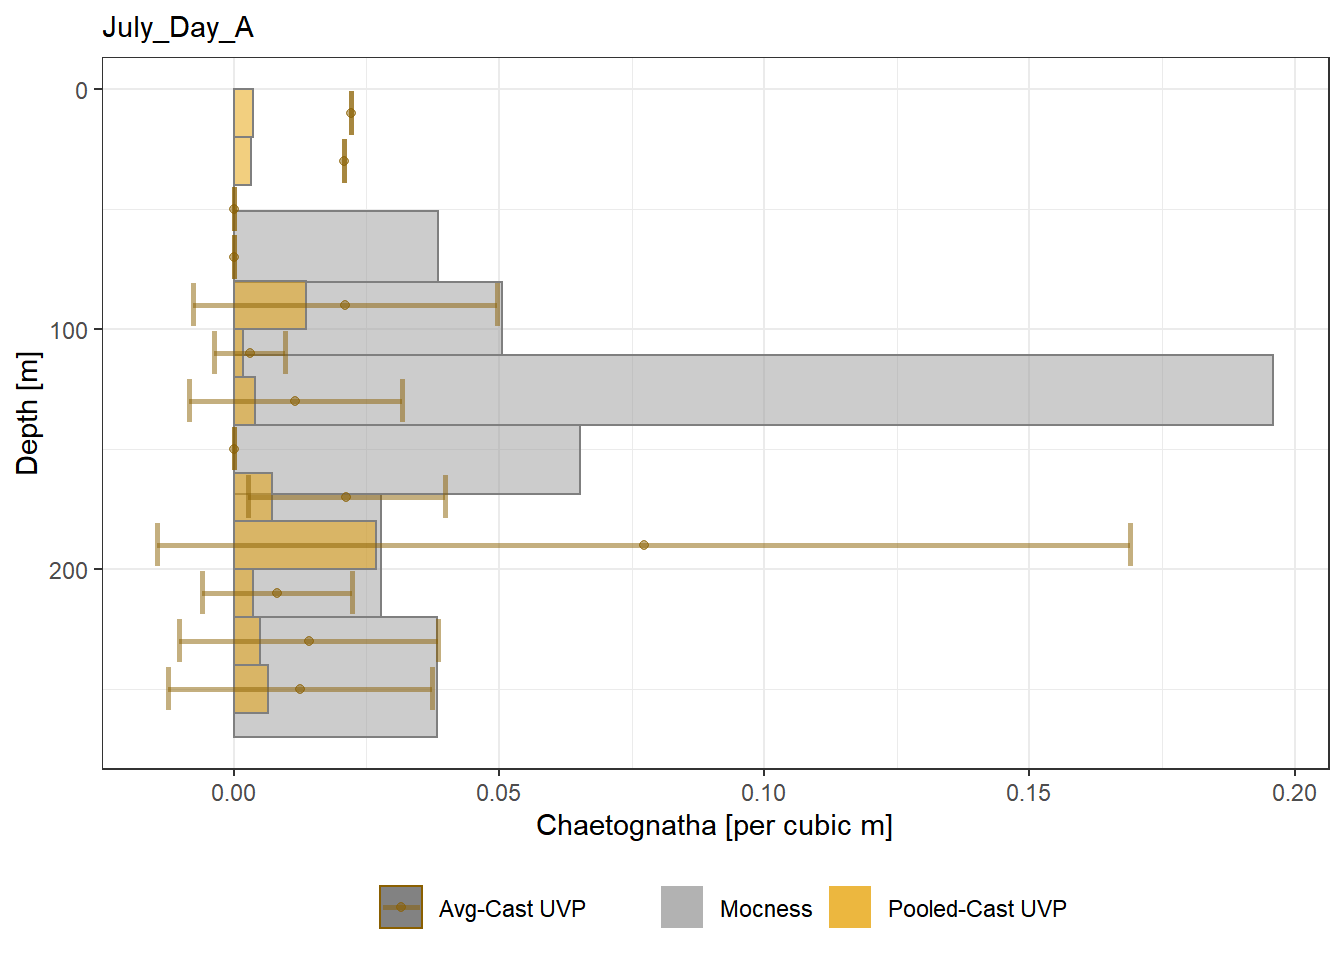 July_Day_A
0
100
200
Depth [m]
0.00 0.05 0.10 0.15 0.20
Chaetognatha [per cubic m]
Avg-Cast UVP Mocness Pooled-Cast UVP